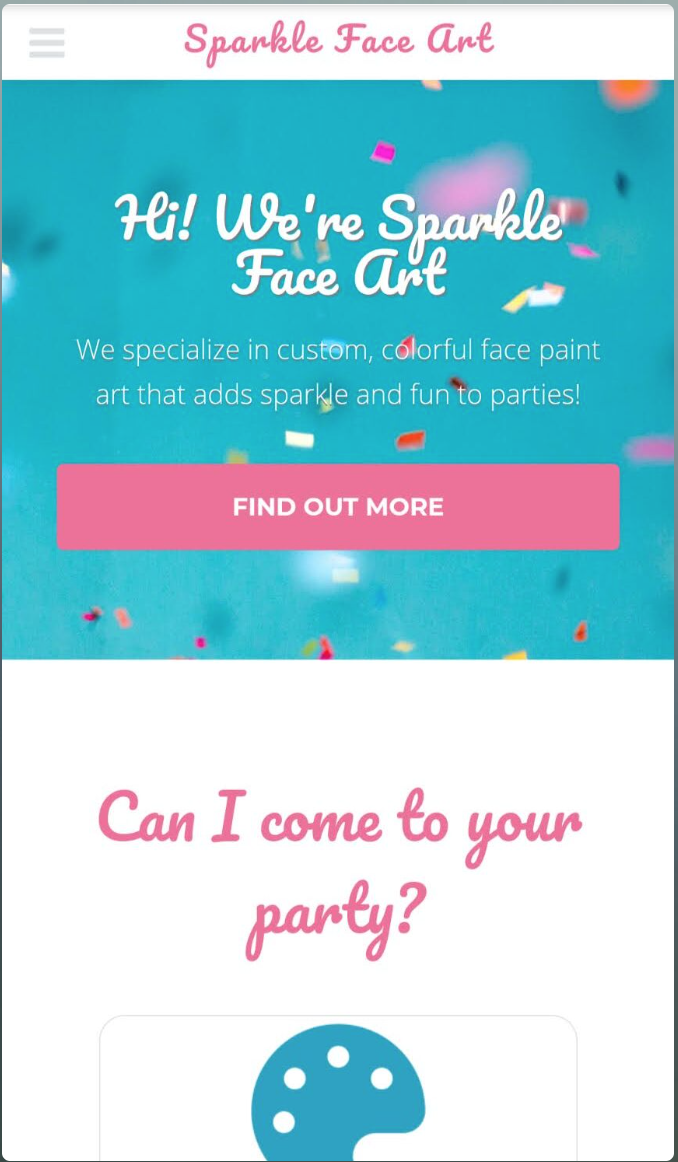 Sparkle Face Art
Hi! We're Sparkle
Face Art
We specialize in custom, colorful face paint
art that adds sparkle and fun to parties!
FIND OUT MORE
Can I come to your
party?